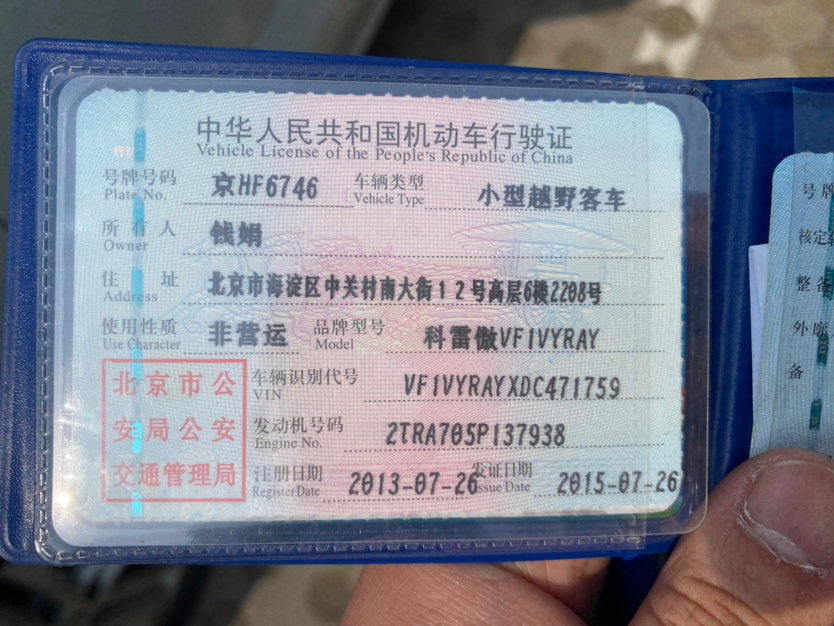 中华人民共和国机动车行驶证
Vehicle License of the People's Republic of China
号牌号码 京HF6746 车辆类型 小型越野客车
Plate No. Vehicle Type
所有人 钱娟
Owner
住址 北京市海淀区中关村南大街12号高层6楼2208号
Address
使用性质 非营运 品牌型号 科雷傲VF1VYRAY
Use Character Model
北京市公
安局公安
交通管理局
车辆识别代号 VF1VYRAYXDC471759
VIN
发动机号码 2TRA705P137938
Engine No.
注册日期 2013-07-26 发证日期 2015-07-26
Register Date Issue Date
号牌
核定
整备
外廓
备